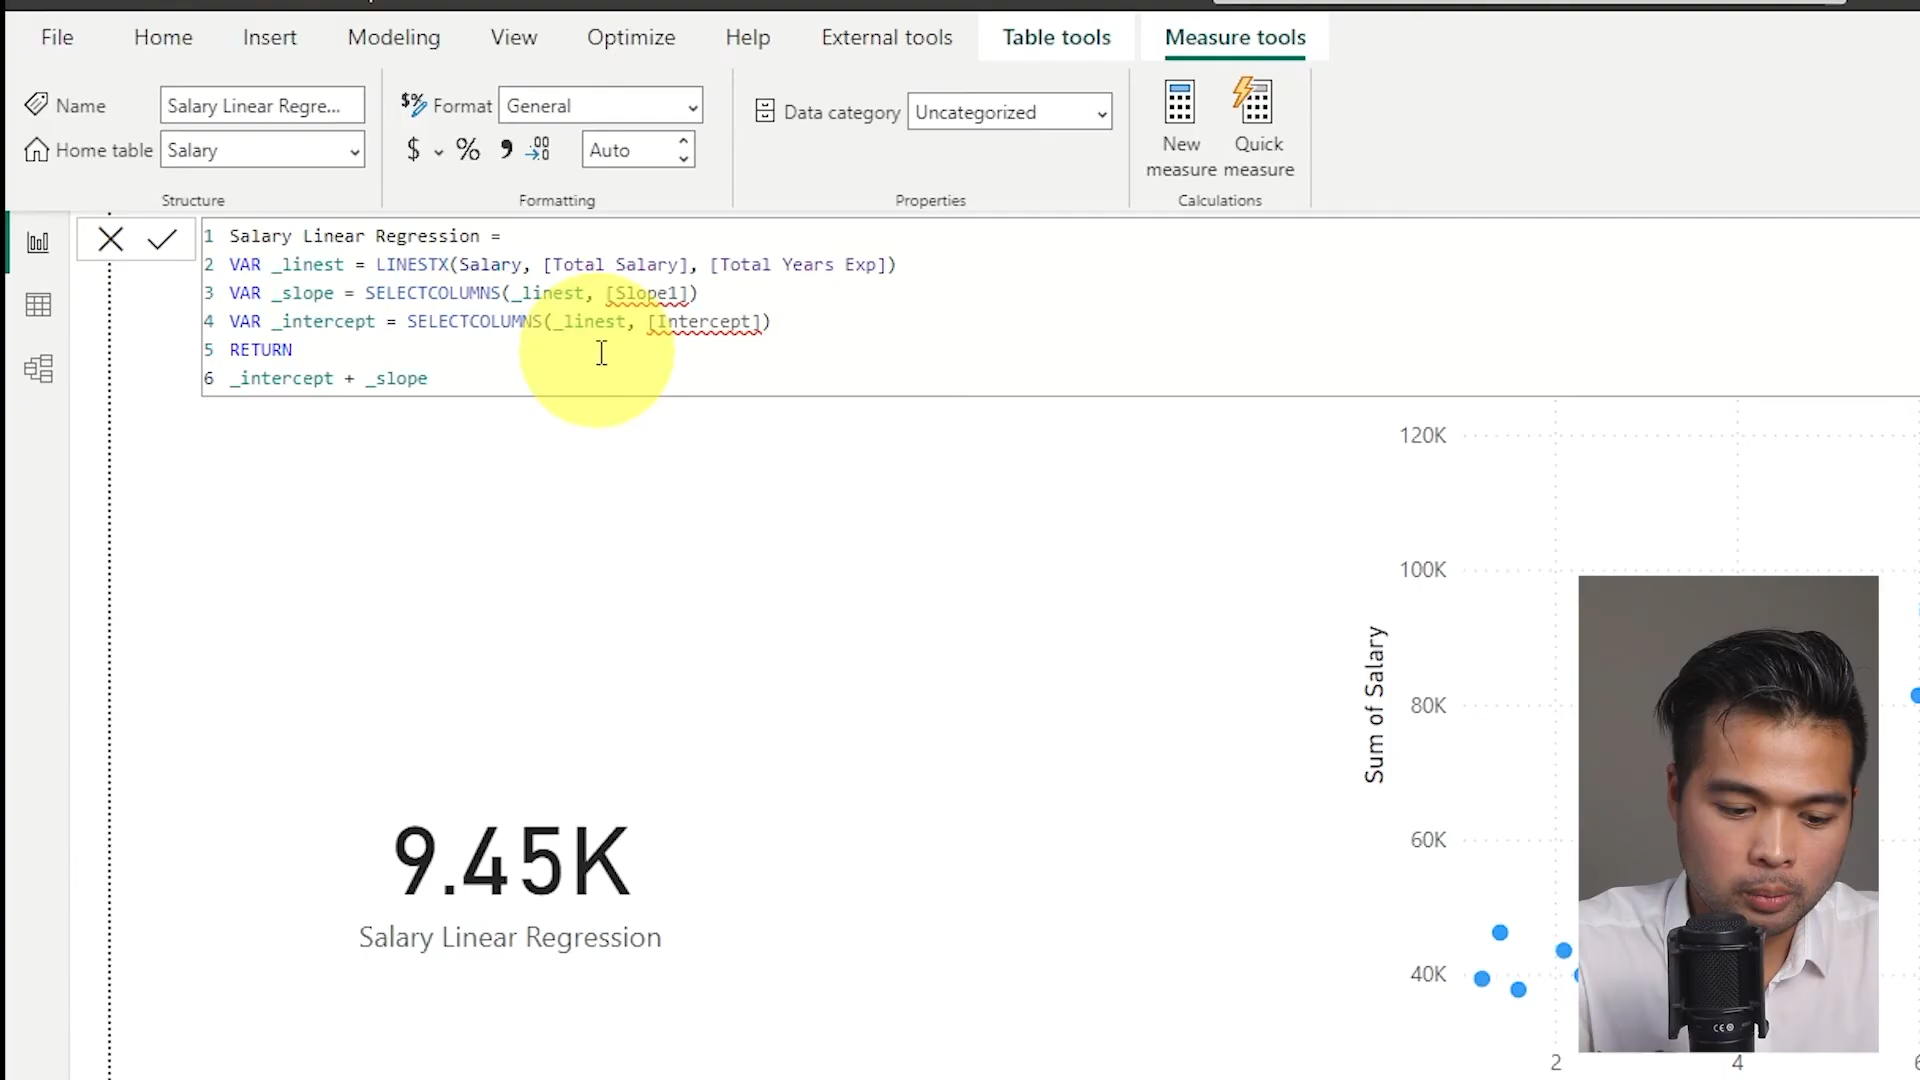 File Home Insert Modeling View Optimize Help External tools Table tools Measure tools
Name Salary Linear Regre...
Home table Salary
Structure
$% Format General
$ % , .00 Auto
Formatting
Data category Uncategorized
Properties
New measure
Quick measure
Calculations
1 Salary Linear Regression =
2 VAR _linest = LINESTX(Salary, [Total Salary], [Total Years Exp])
3 VAR _slope = SELECTCOLUMNS(_linest, [Slope1])
4 VAR _intercept = SELECTCOLUMNS(_linest, [Intercept])
5 RETURN
6 _intercept + _slope
9.45K
Salary Linear Regression
Sum of Salary
120K
100K
80K
60K
40K
2 4